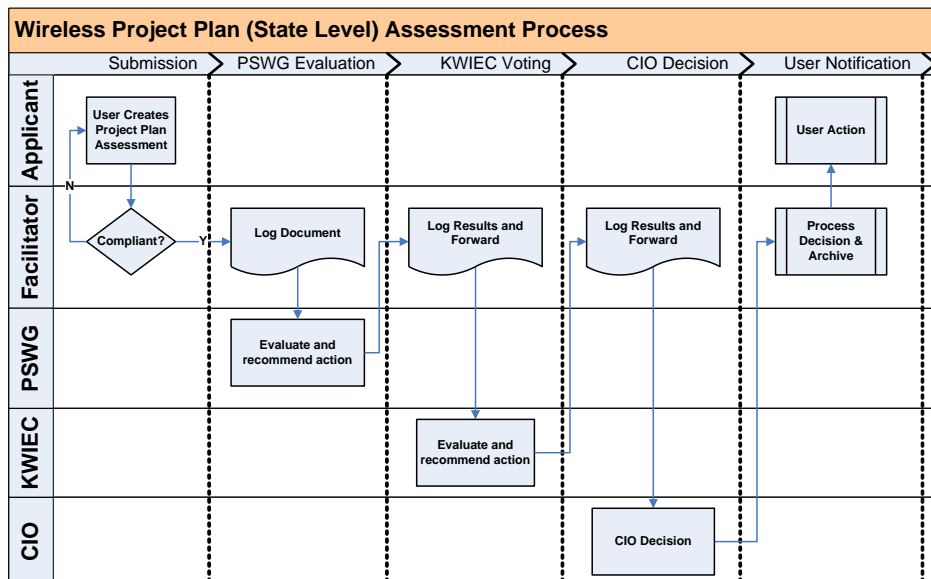 Wireless Project Plan (State Level) Assessment Process
Submission
PSWG Evaluation
KWIEC Voting
CIO Decision
User Notification
Applicant
User Creates
Project Plan
Assessment
User Action
N
Facilitator
Compliant?
Y
Log Document
Log Results and
Forward
Log Results and
Forward
Process
Decision &
Archive
PSWG
Evaluate and
recommend action
KWIEC
Evaluate and
recommend action
CIO
CIO Decision